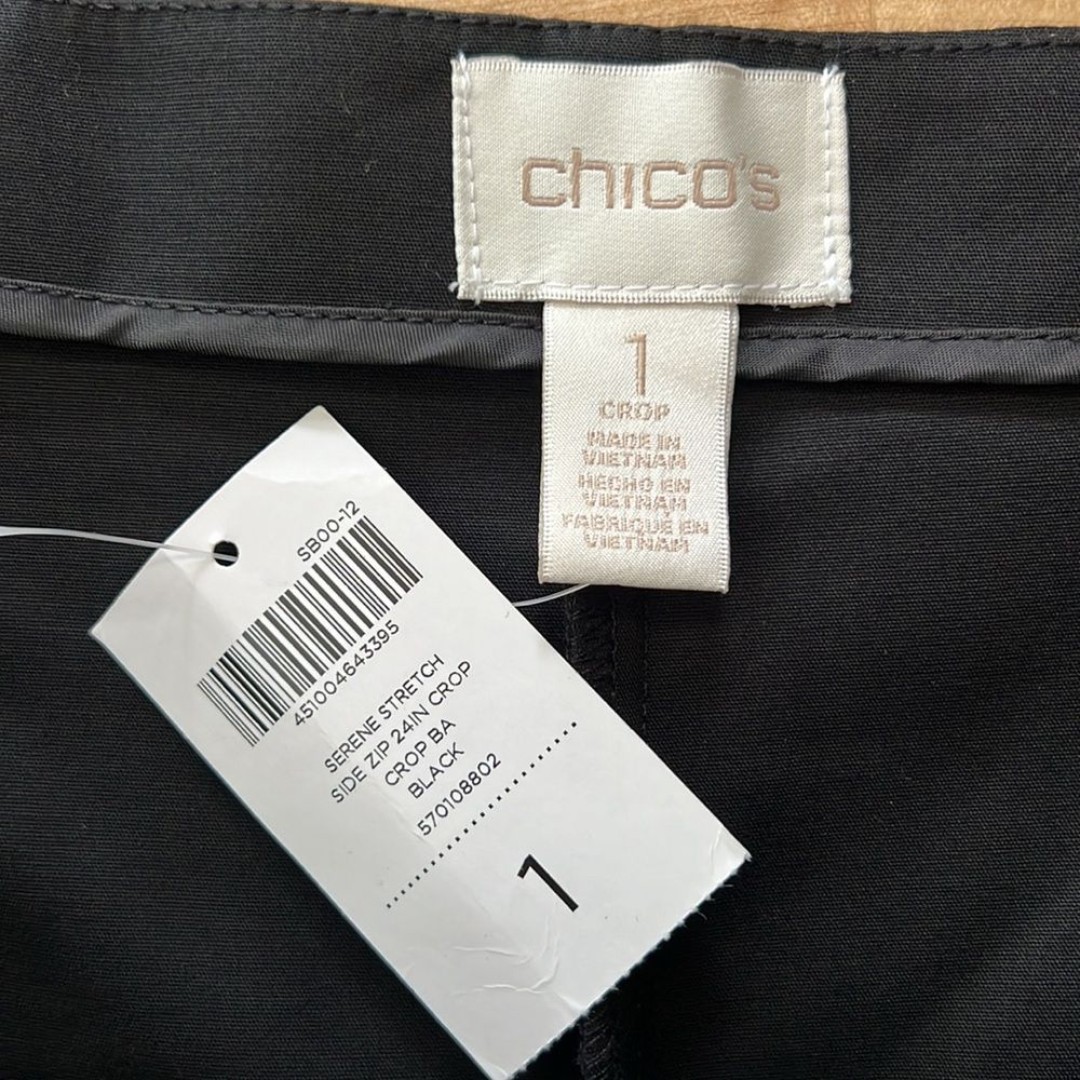 chico's
1
CROP
MADE IN
VIETNAM
HECHO EN
VIETNAM
FABRIQUÉ EN
VIETNAM
SB00-12
451004643395
SERENE STRETCH
SIDE ZIP 24IN CROP
CROP BA
BLACK
570108802
1